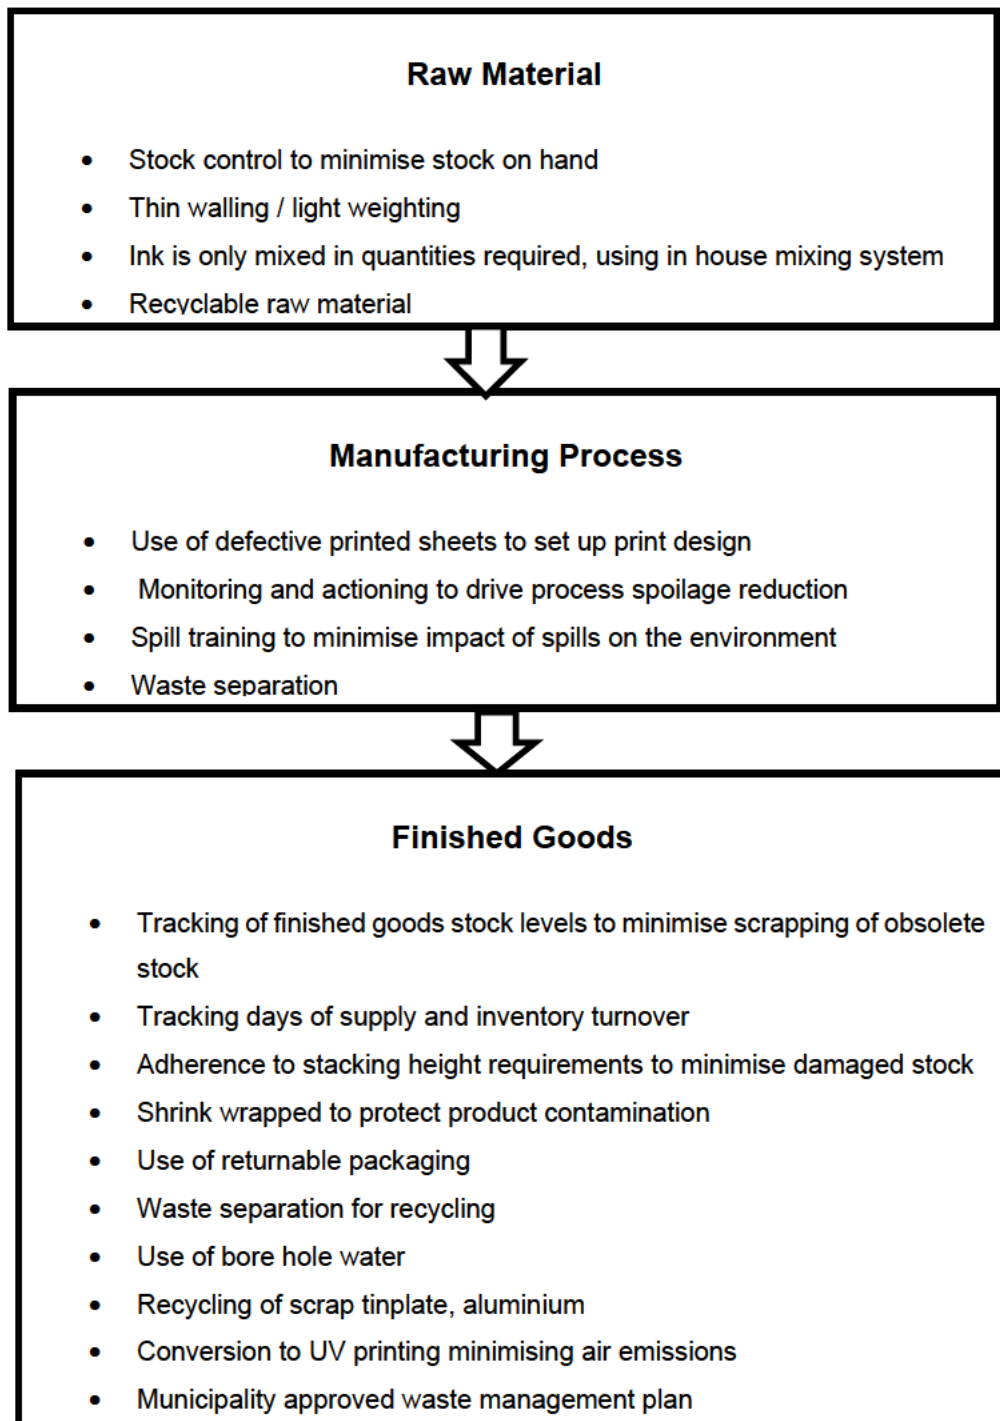 Raw Material
• Stock control to minimise stock on hand
• Thin walling / light weighting
• Ink is only mixed in quantities required, using in house mixing system
• Recyclable raw material
Manufacturing Process
• Use of defective printed sheets to set up print design
• Monitoring and actioning to drive process spoilage reduction
• Spill training to minimise impact of spills on the environment
• Waste separation
Finished Goods
• Tracking of finished goods stock levels to minimise scrapping of obsolete
stock
• Tracking days of supply and inventory turnover
• Adherence to stacking height requirements to minimise damaged stock
• Shrink wrapped to protect product contamination
• Use of returnable packaging
• Waste separation for recycling
• Use of bore hole water
• Recycling of scrap tinplate, aluminium
• Conversion to UV printing minimising air emissions
• Municipality approved waste management plan